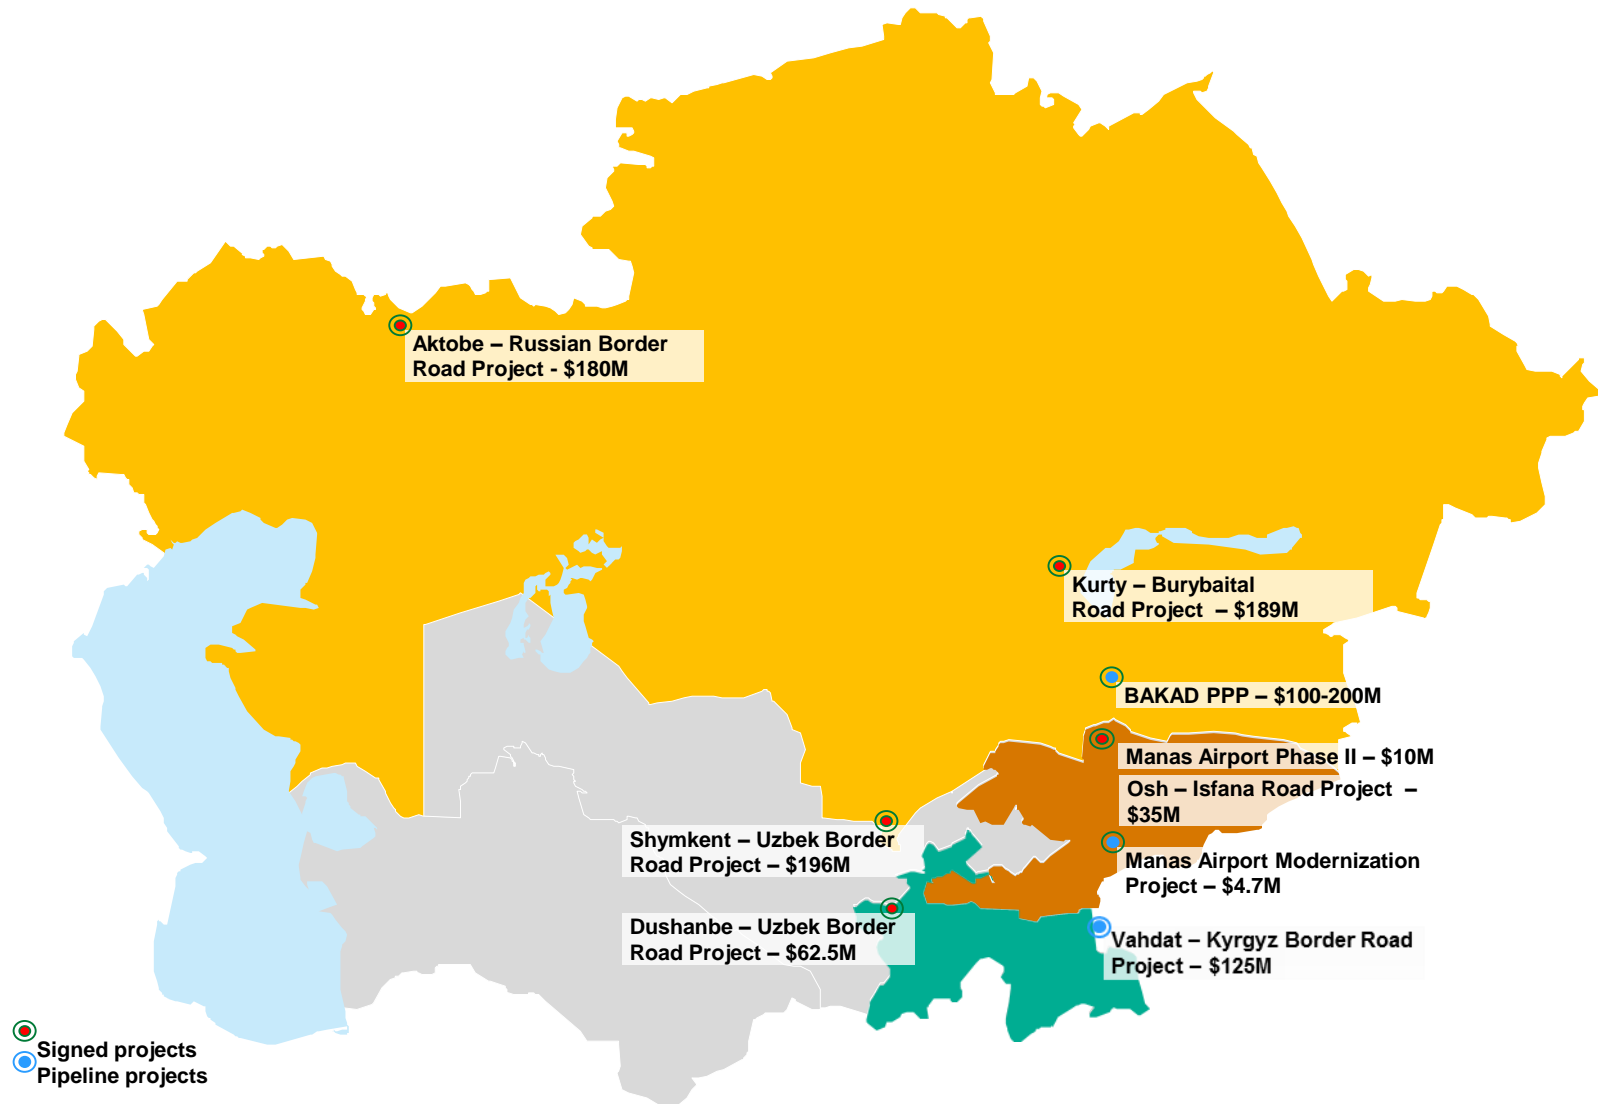 Aktobe – Russian Border
Road Project - $180M
Kurty – Burybaital
Road Project – $189M
BAKAD PPP – $100-200M
Manas Airport Phase II – $10M
Osh – Isfana Road Project –
$35M
Shymkent – Uzbek Border
Road Project – $196M
Manas Airport Modernization
Project – $4.7M
Dushanbe – Uzbek Border
Road Project – $62.5M
Vahdat – Kyrgyz Border Road
Project – $125M
Signed projects
Pipeline projects